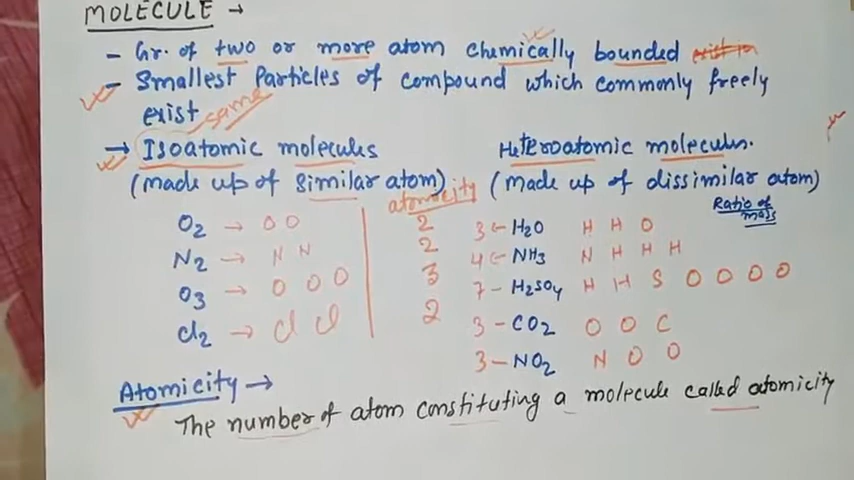 MOLECULE →
- Gr. of two or more atom chemically bounded exist in
- Smallest Particles of compound which commonly freely
exist same
→ Isoatomic molecules
(made up of similar atom)
atomocity
O2 → O O 2
N2 → N N 2
O3 → O O O 3
Cl2 → Cl Cl 2
Heteroatomic molecules.
(made up of dissimilar atom)
Ratio of
mass
3 ← H2O H H O
4 ← NH3 N H H H
7 - H2SO4 H H S O O O O
3 - CO2 O O C
3 - NO2 N O O
Atomicity →
The number of atom constituting a molecule called atomicity